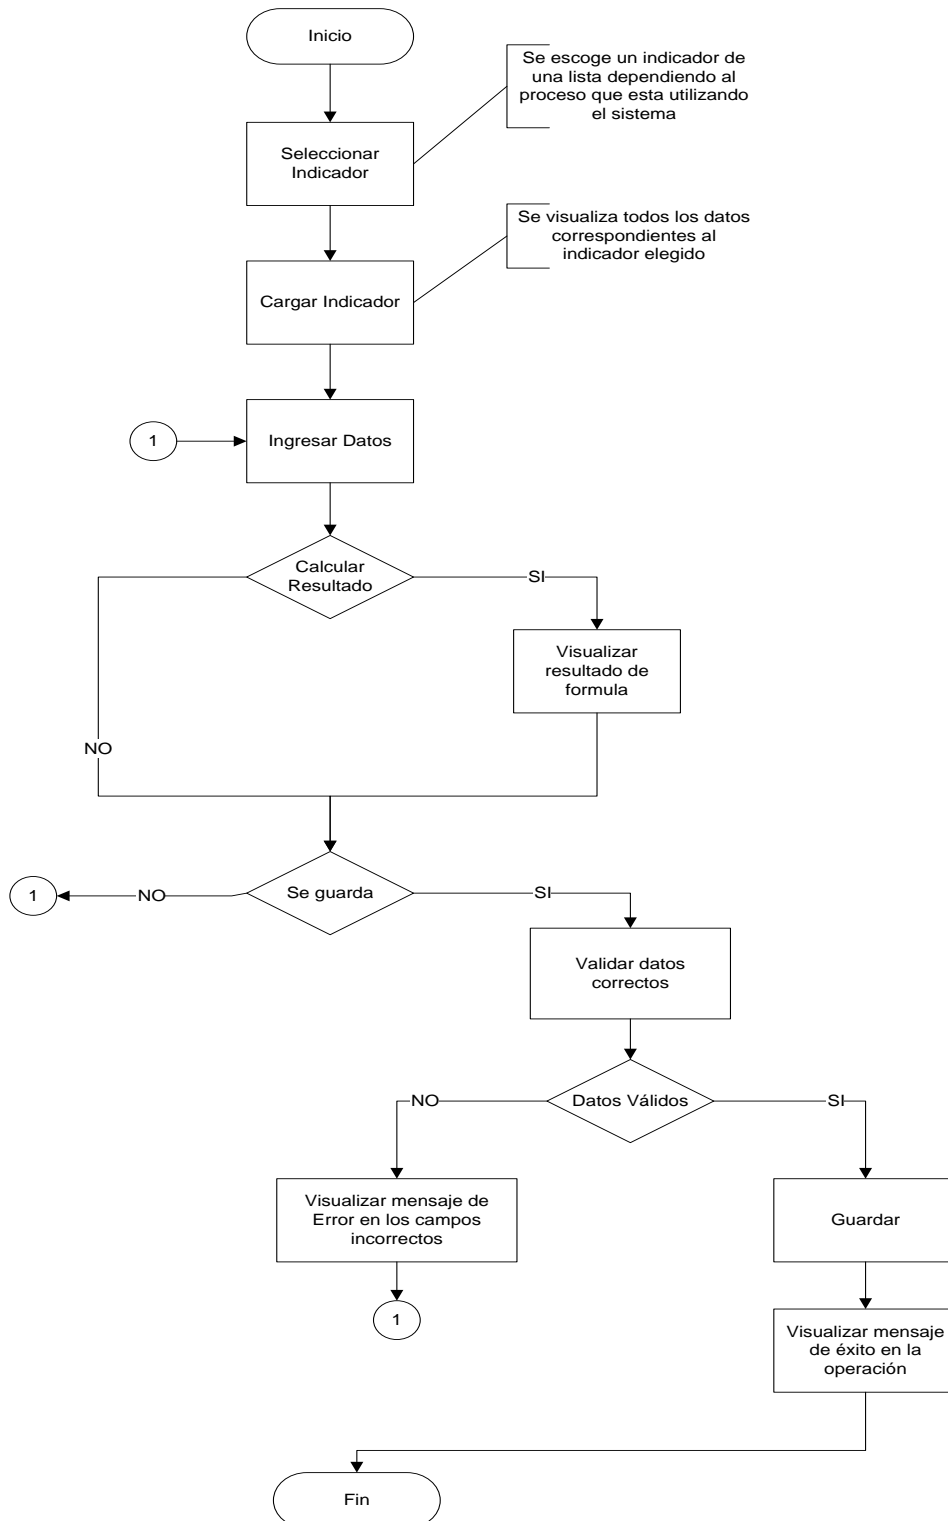 Inicio
Se escoge un indicador de
una lista dependiendo al
proceso que esta utilizando
el sistema
Seleccionar
Indicador
Se visualiza todos los datos
correspondientes al
indicador elegido
Cargar Indicador
1
Ingresar Datos
Calcular
Resultado
SI
Visualizar
resultado de
formula
NO
1
NO
Se guarda
SI
Validar datos
correctos
NO
Datos Válidos
SI
Visualizar mensaje de
Error en los campos
incorrectos
Guardar
1
Visualizar mensaje
de éxito en la
operación
Fin